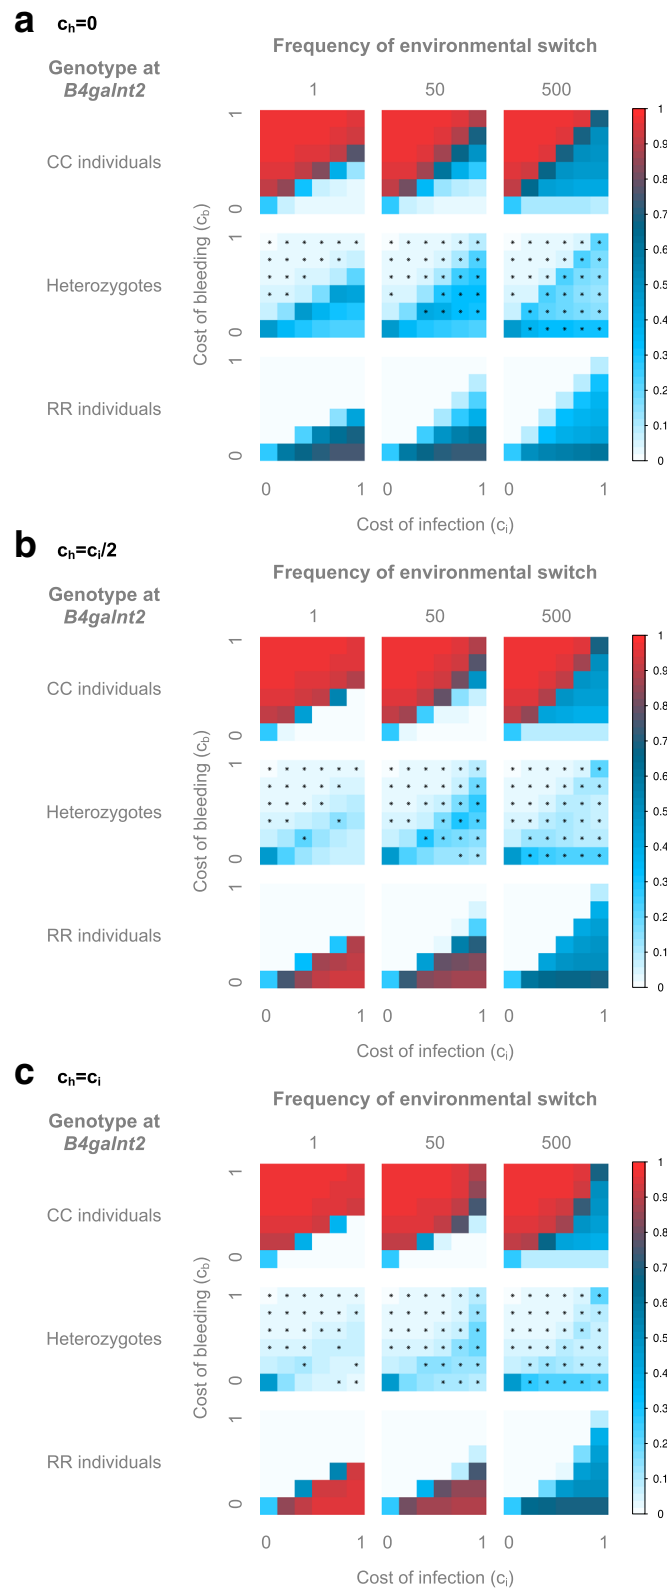 a c_h=0
Frequency of environmental switch
Genotype at
B4galnt2
1 50 500
CC individuals
Heterozygotes
RR individuals
Cost of bleeding (c_b)
1
0
1
0
1
0
0 1 0 1 0 1
Cost of infection (c_i)
1
0.9
0.8
0.7
0.6
0.5
0.4
0.3
0.2
0.1
0
b c_h=c_i/2
Frequency of environmental switch
Genotype at
B4galnt2
1 50 500
CC individuals
Heterozygotes
RR individuals
Cost of bleeding (c_b)
1
0
1
0
1
0
0 1 0 1 0 1
Cost of infection (c_i)
1
0.9
0.8
0.7
0.6
0.5
0.4
0.3
0.2
0.1
0
c c_h=c_i
Frequency of environmental switch
Genotype at
B4galnt2
1 50 500
CC individuals
Heterozygotes
RR individuals
Cost of bleeding (c_b)
1
0
1
0
1
0
0 1 0 1 0 1
Cost of infection (c_i)
1
0.9
0.8
0.7
0.6
0.5
0.4
0.3
0.2
0.1
0